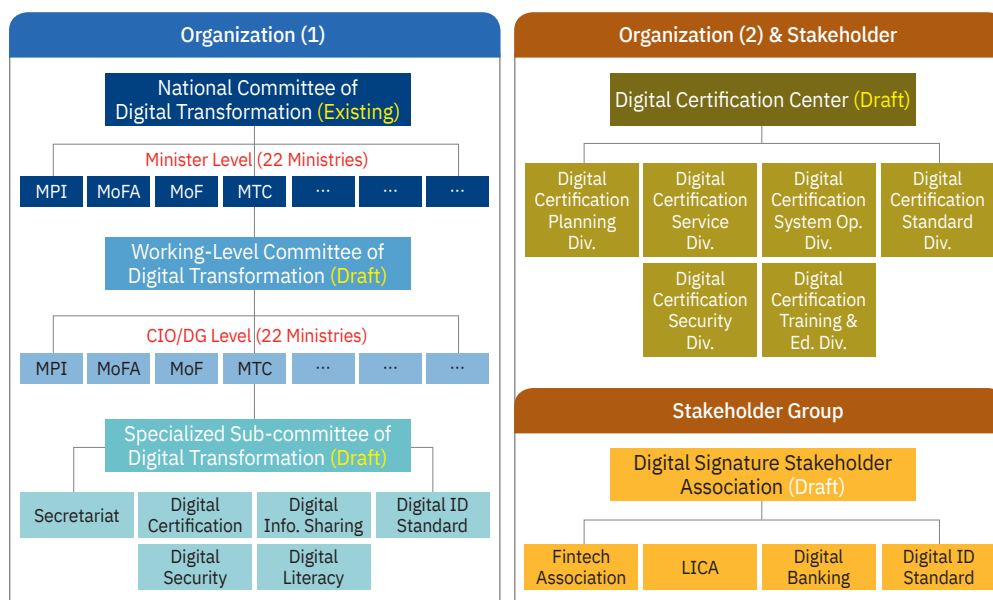 Organization (1)
National Committee of
Digital Transformation (Existing)
Minister Level (22 Ministries)
MPI MoFA MoF MTC ... ... ...
Working-Level Committee of
Digital Transformation (Draft)
CIO/DG Level (22 Ministries)
MPI MoFA MoF MTC ... ... ...
Specialized Sub-committee of
Digital Transformation (Draft)
Secretariat
Digital
Certification
Digital
Info. Sharing
Digital ID
Standard
Digital
Security
Digital
Literacy
Organization (2) & Stakeholder
Digital Certification Center (Draft)
Digital
Certification
Planning
Div.
Digital
Certification
Service
Div.
Digital
Certification
System Op.
Div.
Digital
Certification
Standard
Div.
Digital
Certification
Security
Div.
Digital
Certification
Training &
Ed. Div.
Stakeholder Group
Digital Signature Stakeholder
Association (Draft)
Fintech
Association
LICA
Digital
Banking
Digital ID
Standard